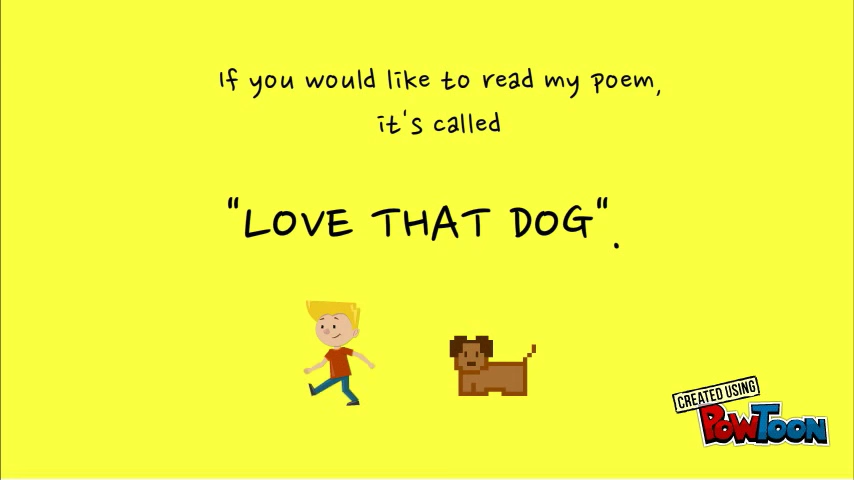 If you would like to read my poem,
it's called
"LOVE THAT DOG".
CREATED USING
POWTOON